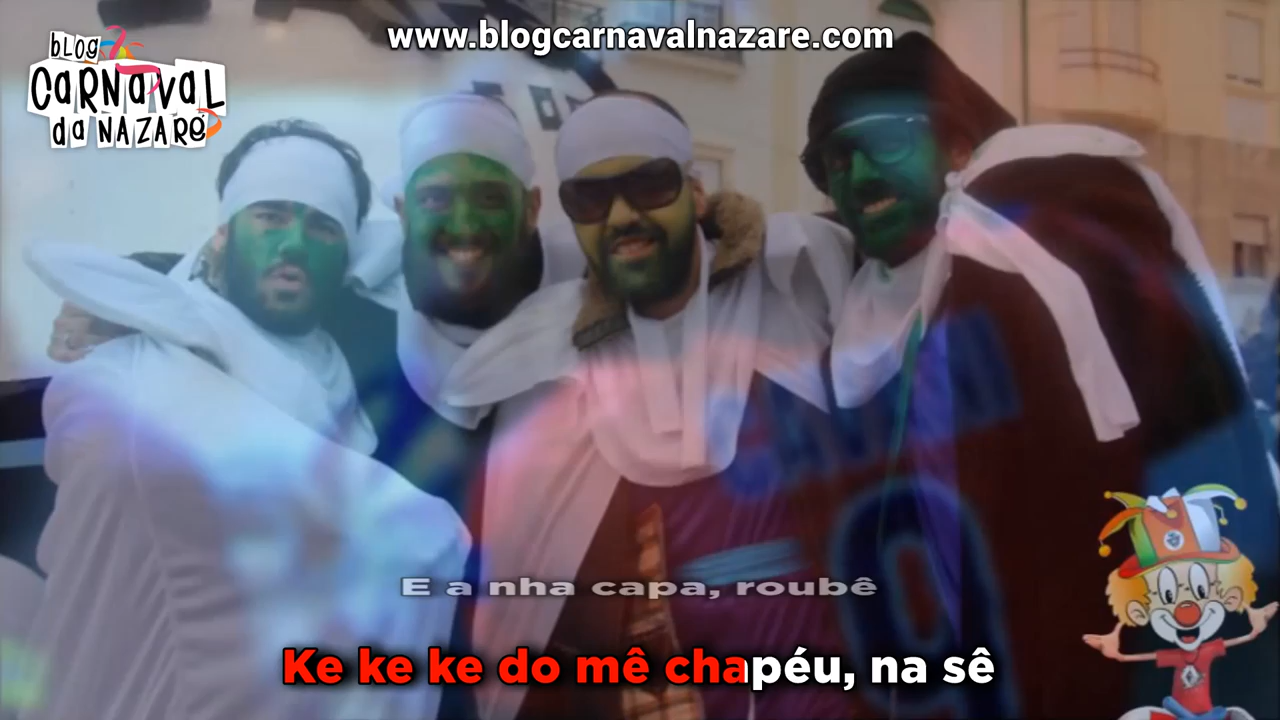 www.blogcarnavalnazare.com
blog
CARNAVAL
da NAZARÉ
E a nha capa, roubê
Ke ke ke do mê chapéu, na sê